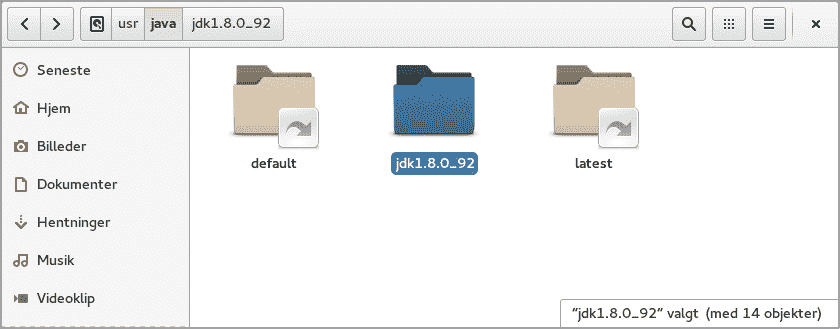 usr java jdk1.8.0_92
Seneste
Hjem
Billeder
Dokumenter
Hentninger
Musik
Videoklip
default jdk1.8.0_92 latest
"jdk1.8.0_92" valgt (med 14 objekter)